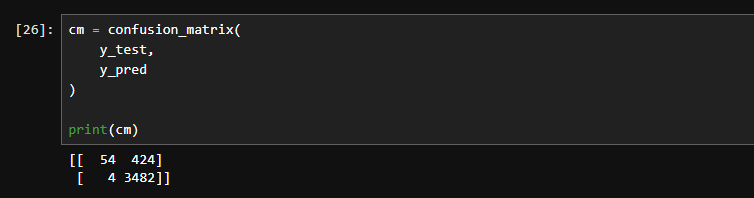 [26]: cm = confusion_matrix(
    y_test,
    y_pred
)
print(cm)
[[  54  424]
 [   4 3482]]